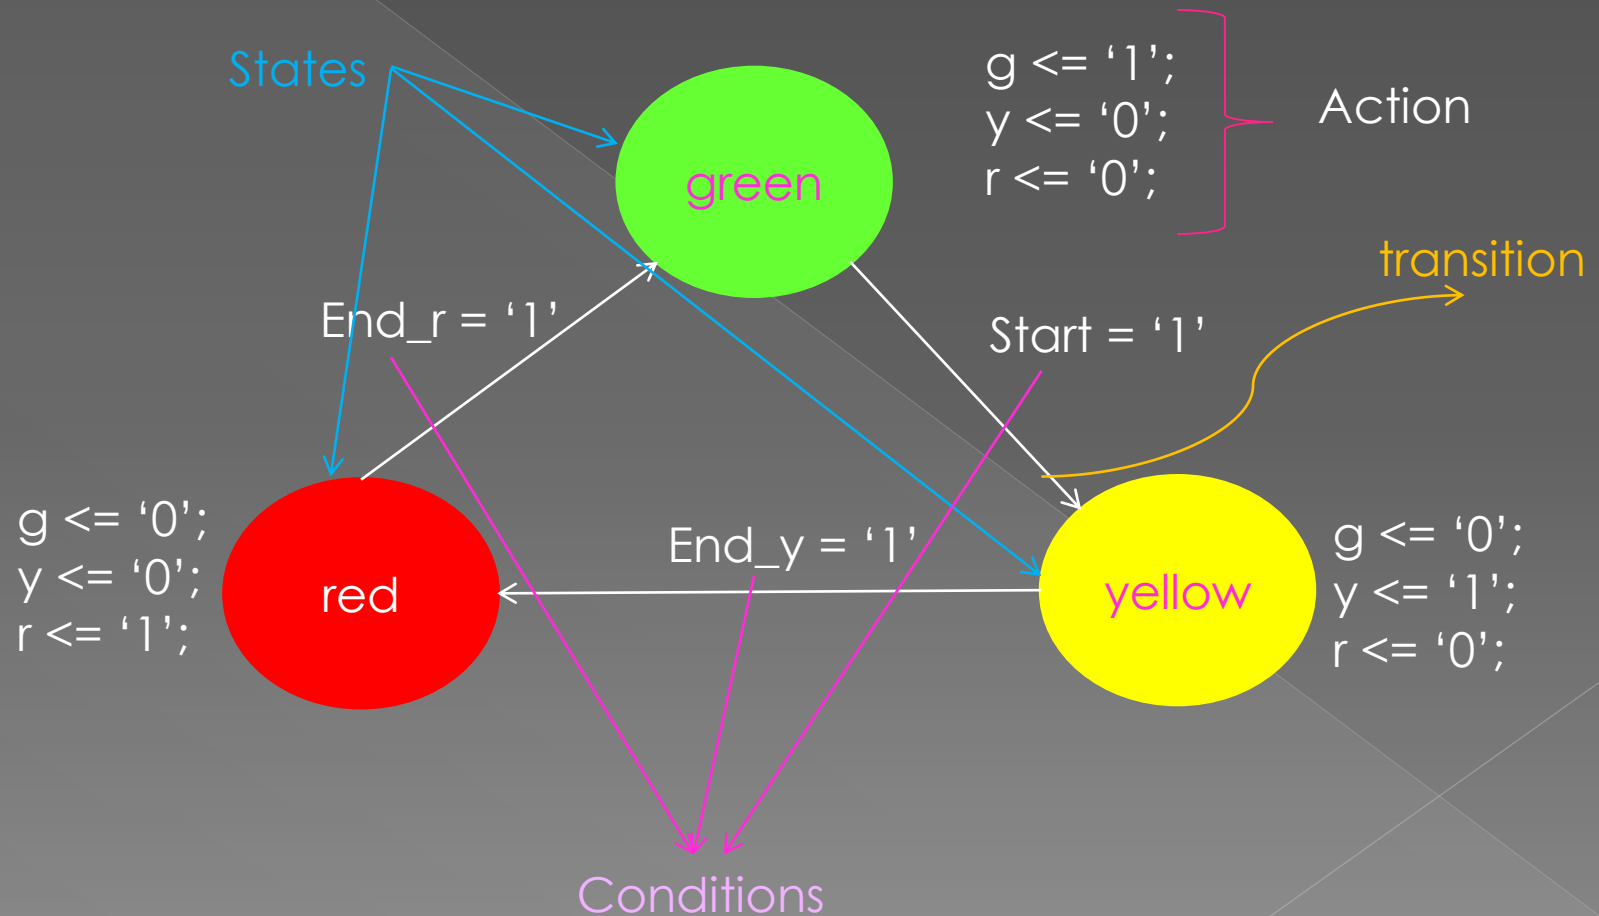 States
g <= ‘1’;
y <= ‘0’;
r <= ‘0’;
Action
green
transition
End_r = ‘1’
Start = ‘1’
g <= ‘0’;
y <= ‘0’;
r <= ‘1’;
red
End_y = ‘1’
yellow
g <= ‘0’;
y <= ‘1’;
r <= ‘0’;
Conditions